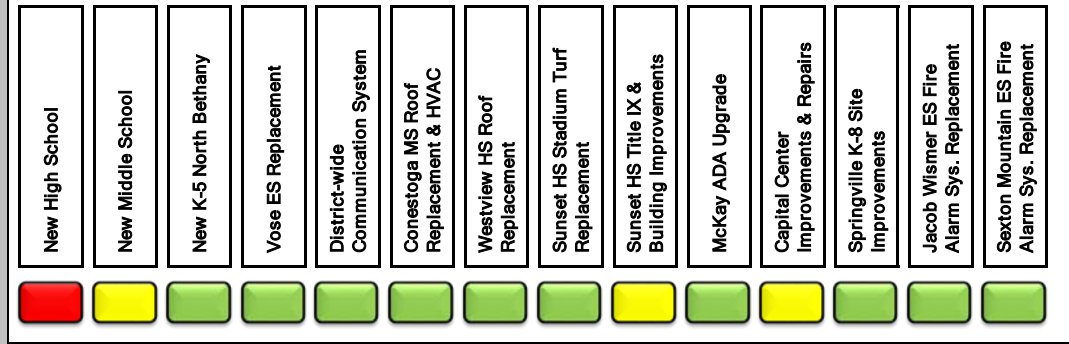 New High School
New Middle School
New K-5 North Bethany
Vose ES Replacement
District-wide
Communication System
Conestoga MS Roof
Replacement & HVAC
Westview HS Roof
Replacement
Sunset HS Stadium Turf
Replacement
Sunset HS Title IX &
Building Improvements
McKay ADA Upgrade
Capital Center
Improvements & Repairs
Springville K-8 Site
Improvements
Jacob Wismer ES Fire
Alarm Sys. Replacement
Sexton Mountain ES Fire
Alarm Sys. Replacement